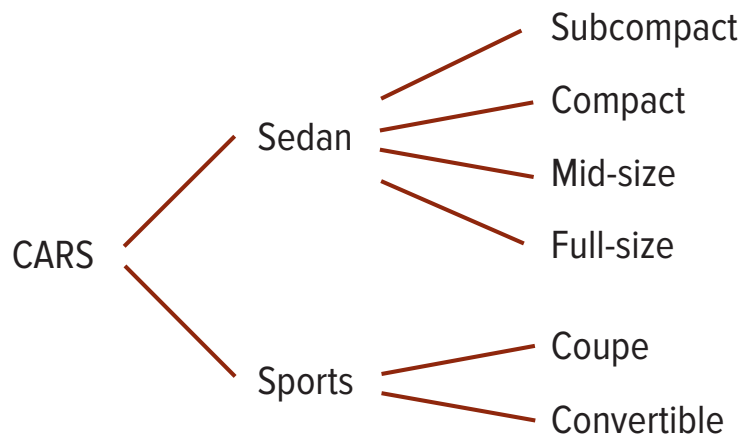 CARS
Sedan
Subcompact
Compact
Mid-size
Full-size
Sports
Coupe
Convertible